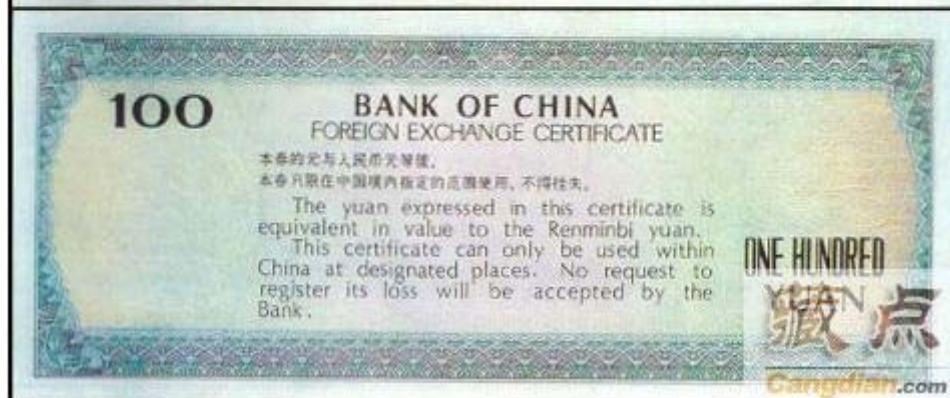 100
BANK OF CHINA
FOREIGN EXCHANGE CERTIFICATE
本券的元与人民币元等值。
本券只限在中国境内指定的范围使用，不得挂失。
The yuan expressed in this certificate is
equivalent in value to the Renminbi yuan.
This certificate can only be used within
China at designated places. No request to
register its loss will be accepted by the
Bank.
ONE HUNDRED
YUAN
藏点
Cangdian.com